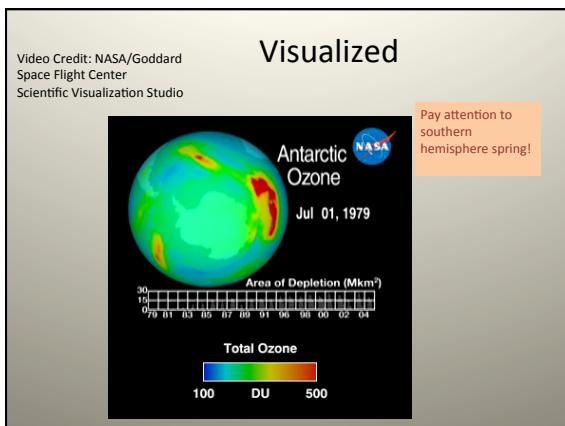 Visualized
Video Credit: NASA/Goddard
Space Flight Center
Scientific Visualization Studio
Pay attention to
southern
hemisphere spring!
Antarctic
Ozone
NASA
Jul 01, 1979
Area of Depletion (Mkm²)
30
15
0
79 81 83 85 87 89 91 96 98 00 02 04
Total Ozone
100 DU 500